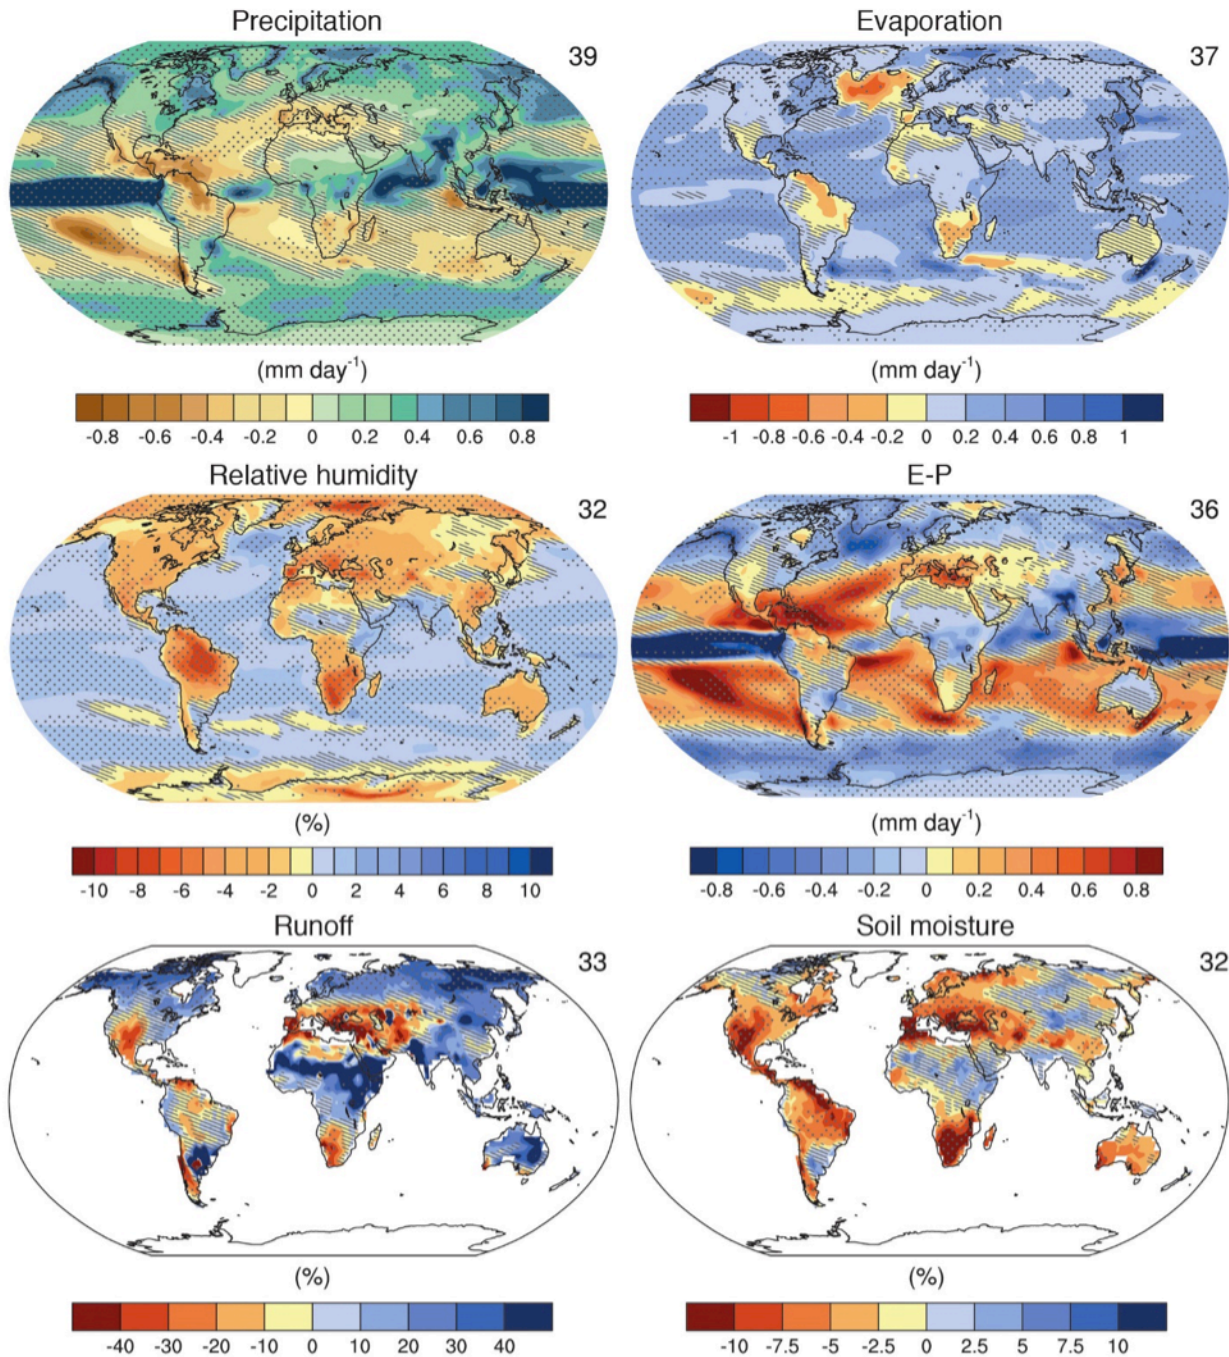 Precipitation
39
(mm day-1)
-0.8 -0.6 -0.4 -0.2 0 0.2 0.4 0.6 0.8
Evaporation
37
(mm day-1)
-1 -0.8 -0.6 -0.4 -0.2 0 0.2 0.4 0.6 0.8 1
Relative humidity
32
(%)
-10 -8 -6 -4 -2 0 2 4 6 8 10
E-P
36
(mm day-1)
-0.8 -0.6 -0.4 -0.2 0 0.2 0.4 0.6 0.8
Runoff
33
(%)
-40 -30 -20 -10 0 10 20 30 40
Soil moisture
32
(%)
-10 -7.5 -5 -2.5 0 2.5 5 7.5 10